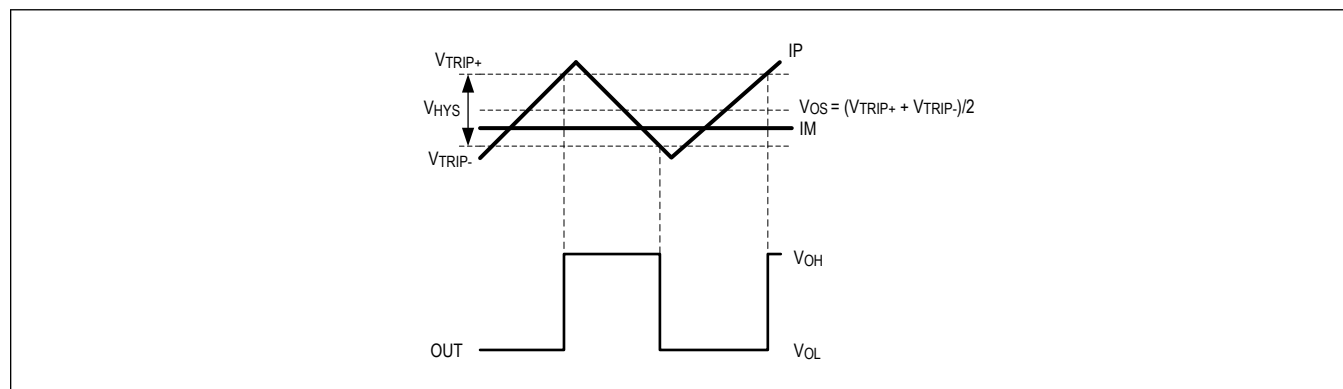 VTRIP+
IP
VHYS
VOS = (VTRIP+ + VTRIP-)/2
IM
VTRIP-
VOH
OUT
VOL